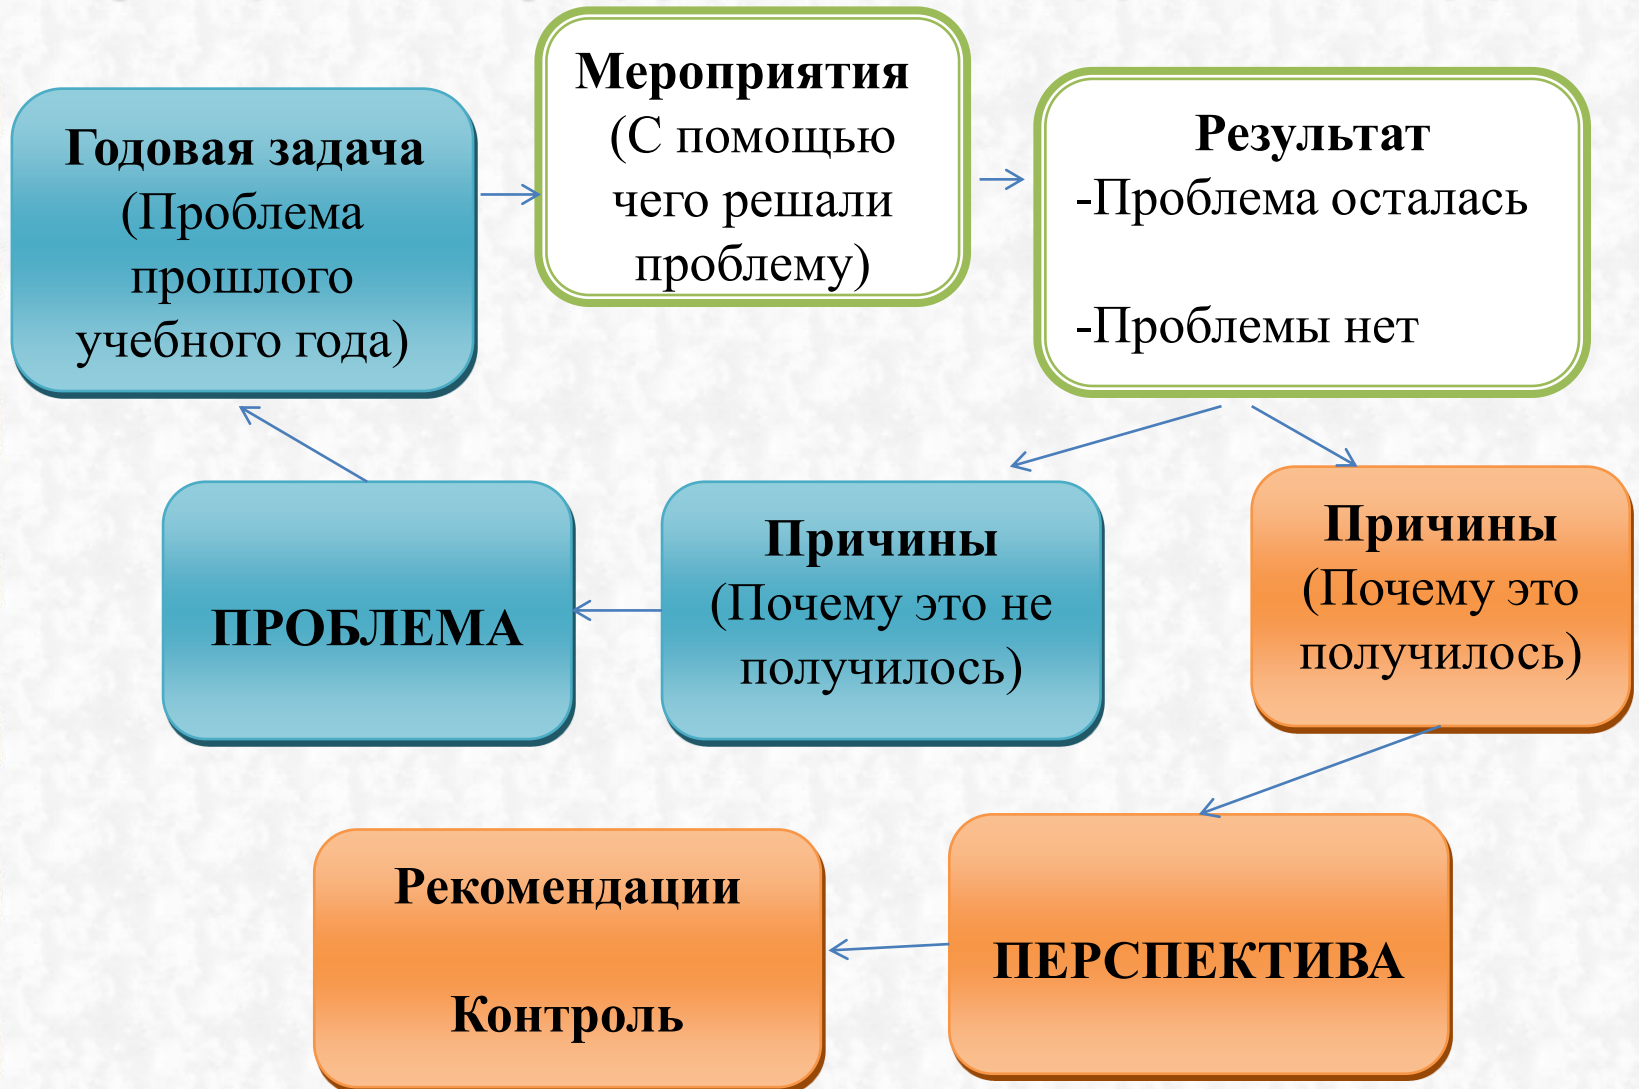 Годовая задача
(Проблема
прошлого
учебного года)
Мероприятия
(С помощью
чего решали
проблему)
Результат
-Проблема осталась
-Проблемы нет
ПРОБЛЕМА
Причины
(Почему это не
получилось)
Причины
(Почему это
получилось)
Рекомендации
Контроль
ПЕРСПЕКТИВА